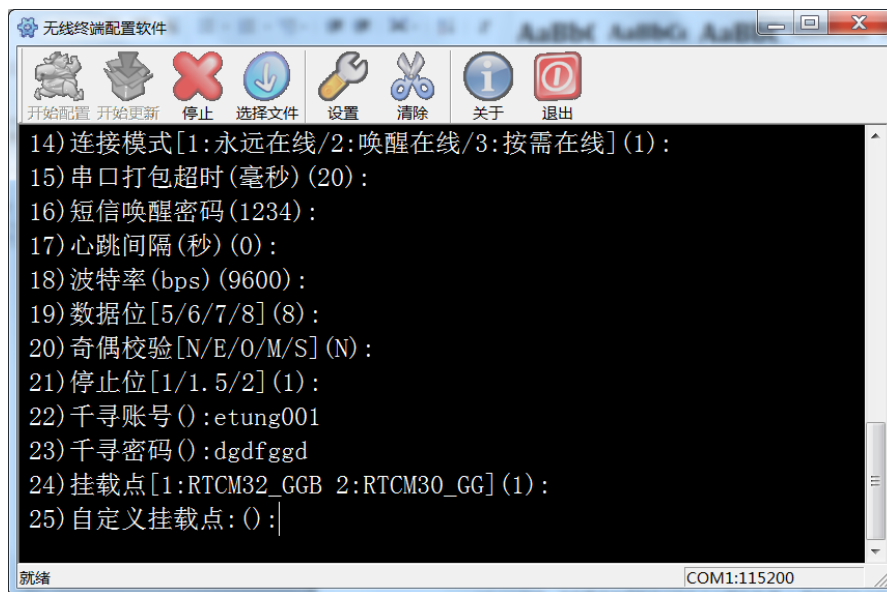 无线终端配置软件
开始配置 开始更新 停止 选择文件 设置 清除 关于 退出
14)连接模式[1:永远在线/2:唤醒在线/3:按需在线](1):
15)串口打包超时(毫秒)(20):
16)短信唤醒密码(1234):
17)心跳间隔(秒)(0):
18)波特率(bps)(9600):
19)数据位[5/6/7/8](8):
20)奇偶校验[N/E/O/M/S](N):
21)停止位[1/1.5/2](1):
22)千寻账号():etung001
23)千寻密码():dgdfggd
24)挂载点[1:RTCM32_GGB 2:RTCM30_GG](1):
25)自定义挂载点:():
就绪 COM1:115200